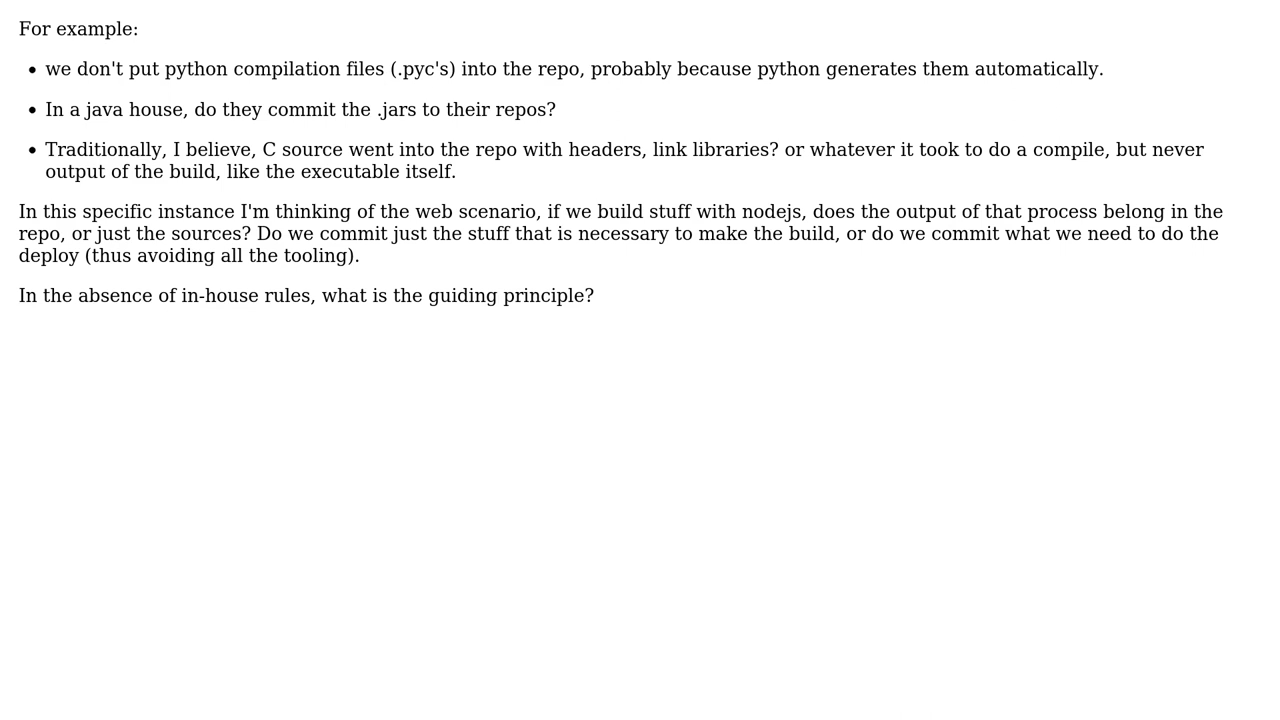 For example:
• we don't put python compilation files (.pyc's) into the repo, probably because python generates them automatically.
• In a java house, do they commit the .jars to their repos?
• Traditionally, I believe, C source went into the repo with headers, link libraries? or whatever it took to do a compile, but never
output of the build, like the executable itself.
In this specific instance I'm thinking of the web scenario, if we build stuff with nodejs, does the output of that process belong in the
repo, or just the sources? Do we commit just the stuff that is necessary to make the build, or do we commit what we need to do the
deploy (thus avoiding all the tooling).
In the absence of in-house rules, what is the guiding principle?